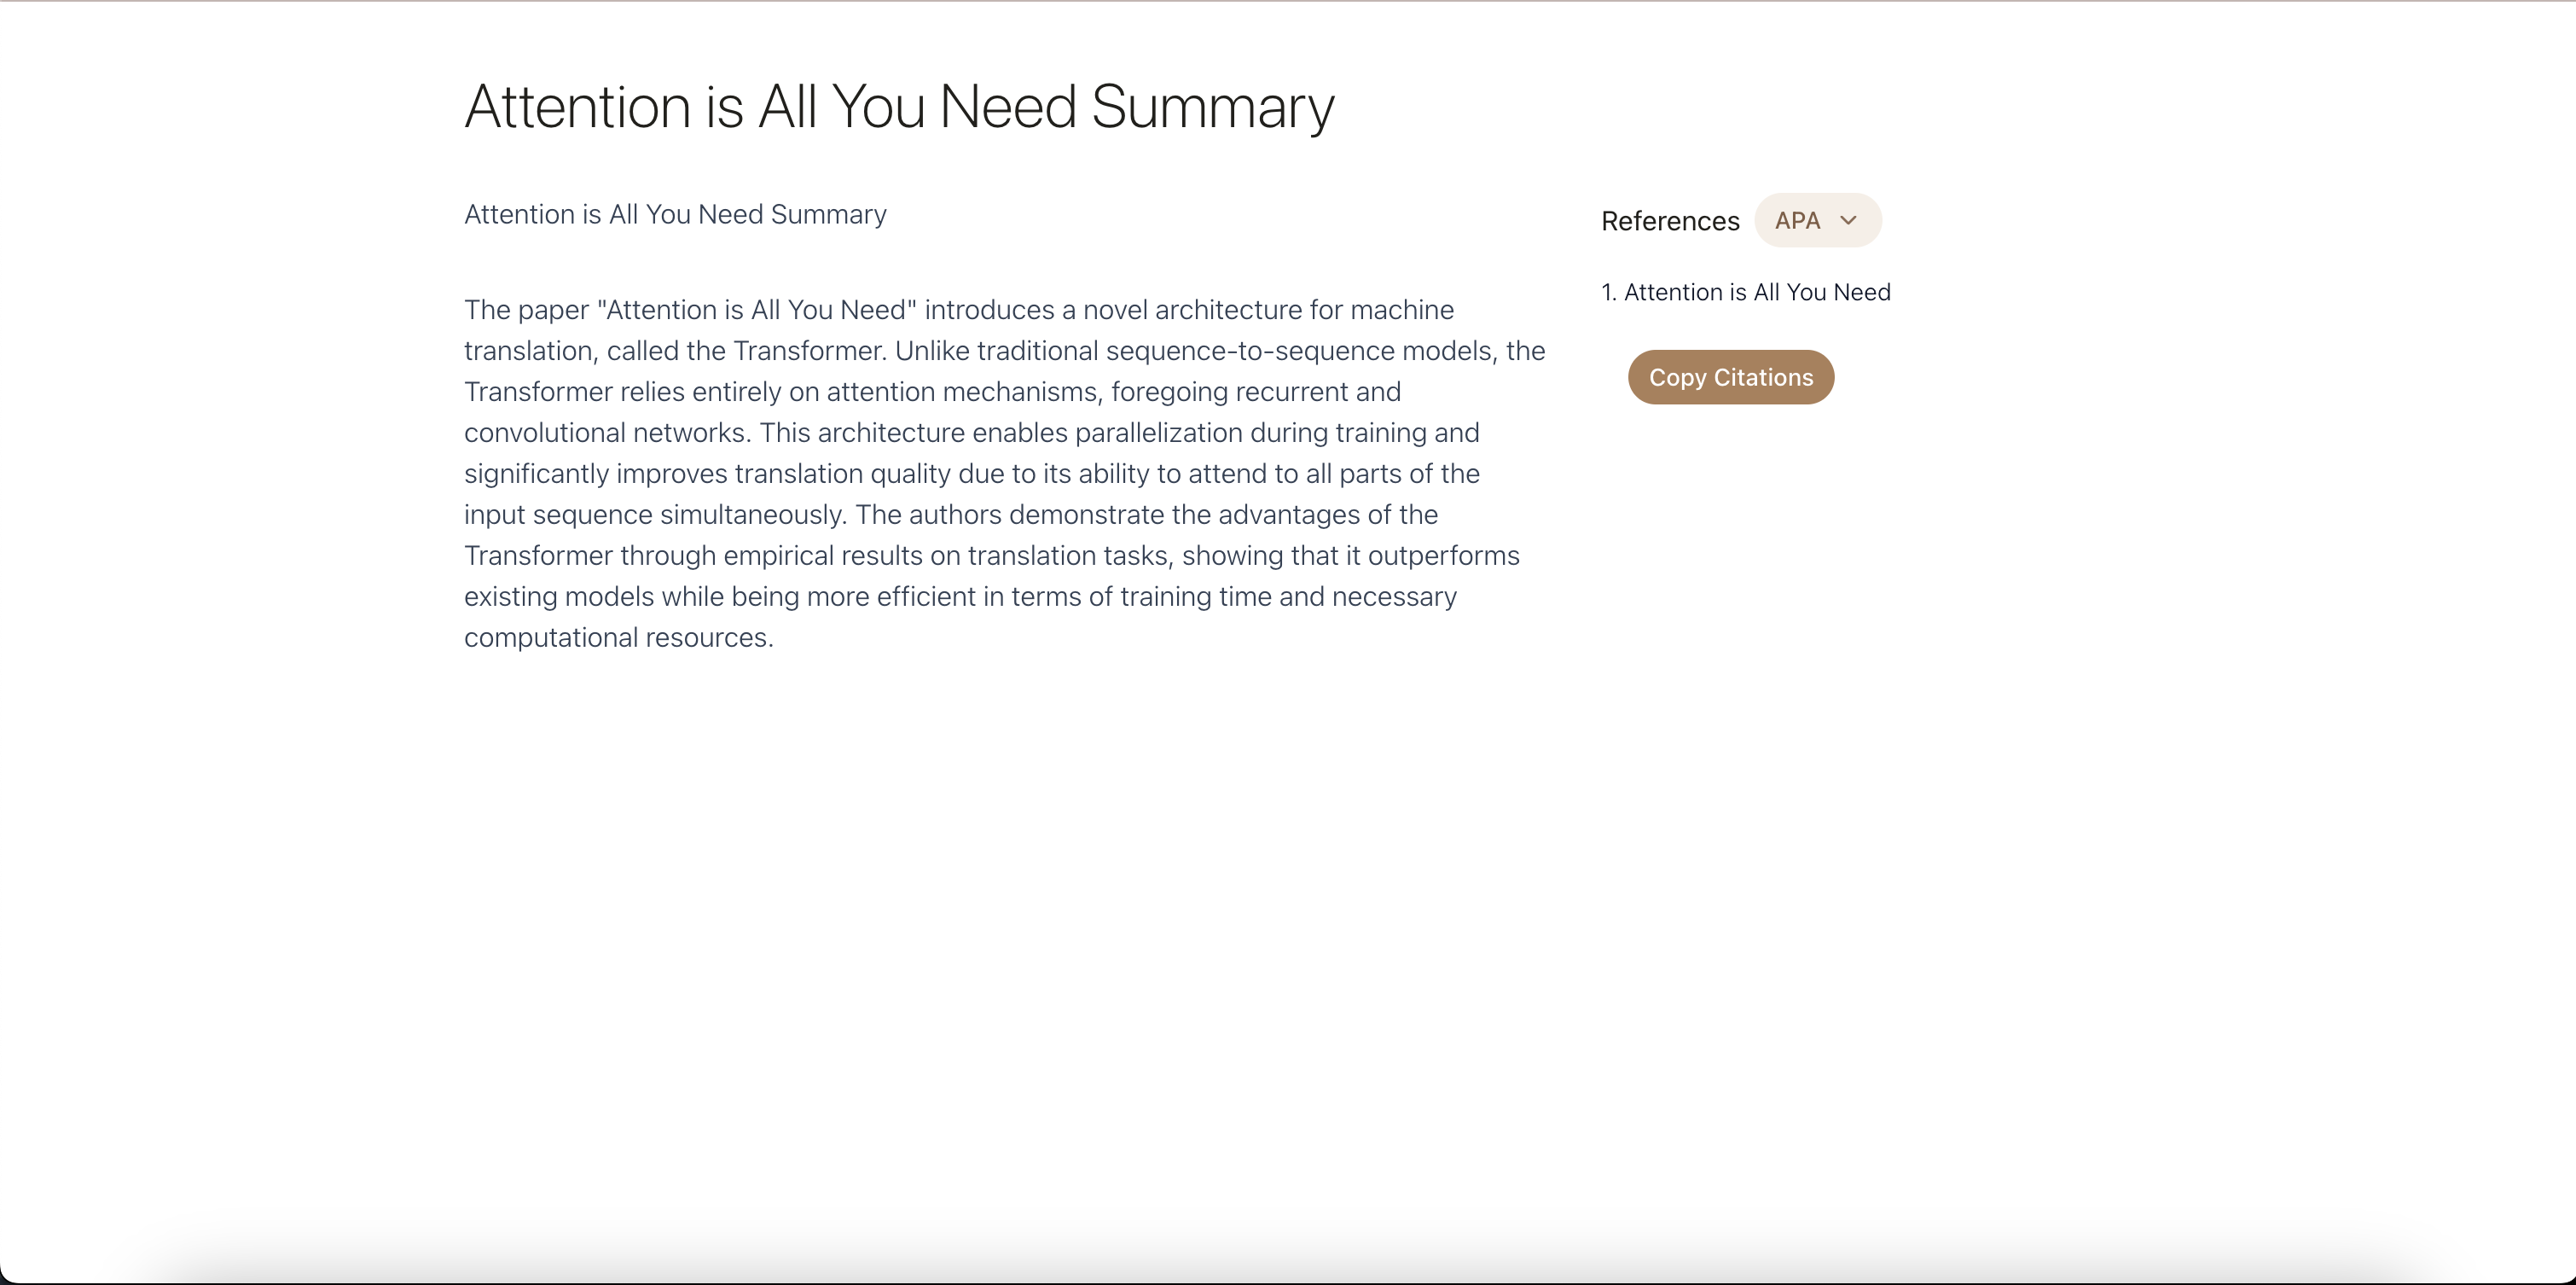 Attention is All You Need Summary
Attention is All You Need Summary
The paper "Attention is All You Need" introduces a novel architecture for machine
translation, called the Transformer. Unlike traditional sequence-to-sequence models, the
Transformer relies entirely on attention mechanisms, foregoing recurrent and
convolutional networks. This architecture enables parallelization during training and
significantly improves translation quality due to its ability to attend to all parts of the
input sequence simultaneously. The authors demonstrate the advantages of the
Transformer through empirical results on translation tasks, showing that it outperforms
existing models while being more efficient in terms of training time and necessary
computational resources.
References APA
1. Attention is All You Need
Copy Citations